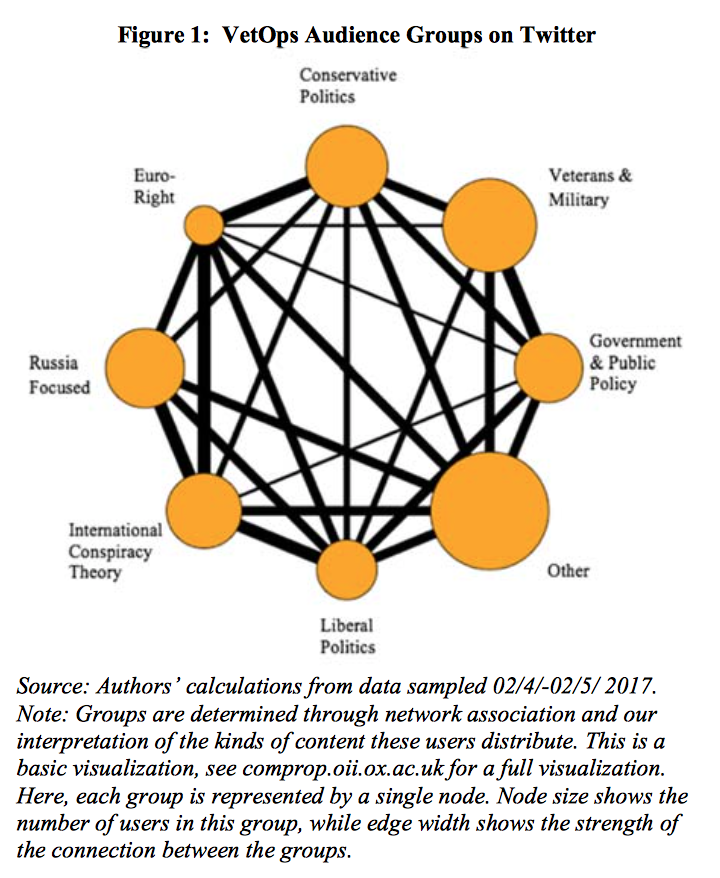 Figure 1: VetOps Audience Groups on Twitter
Conservative
Politics
Euro-
Right
Veterans &
Military
Russia
Focused
Government
& Public
Policy
International
Conspiracy
Theory
Other
Liberal
Politics
Source: Authors’ calculations from data sampled 02/4/-02/5/ 2017.
Note: Groups are determined through network association and our
interpretation of the kinds of content these users distribute. This is a
basic visualization, see comprop.oii.ox.ac.uk for a full visualization.
Here, each group is represented by a single node. Node size shows the
number of users in this group, while edge width shows the strength of
the connection between the groups.